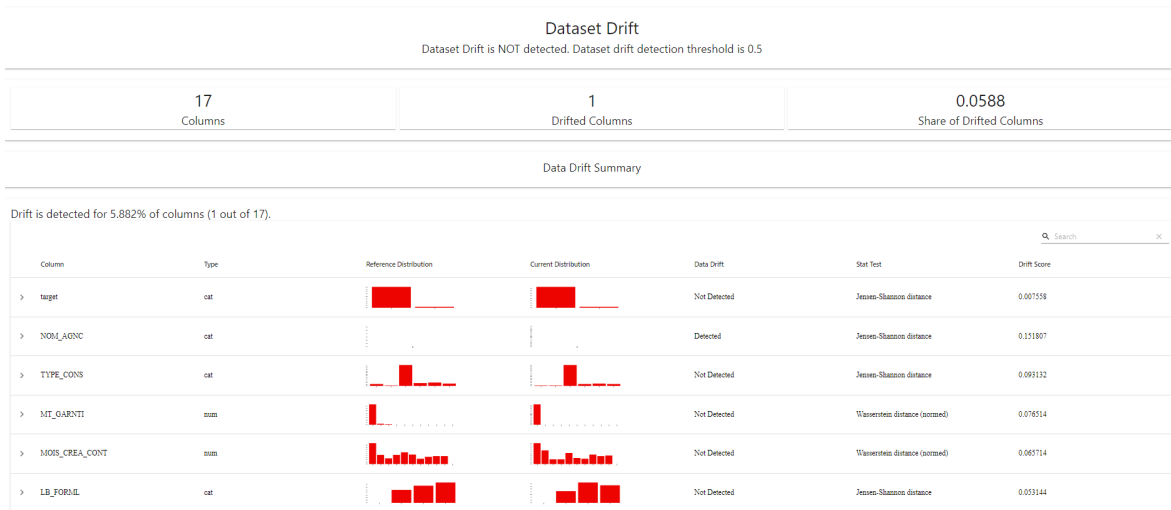 Dataset Drift
Dataset Drift is NOT detected. Dataset drift detection threshold is 0.5
17
Columns
1
Drifted Columns
0.0588
Share of Drifted Columns
Data Drift Summary
Drift is detected for 5.882% of columns (1 out of 17).
Search
Column Type Reference Distribution Current Distribution Data Drift Stat Test Drift Score
target cat Not Detected Jensen-Shannon distance 0.007558
NOM_AGNC cat Detected Jensen-Shannon distance 0.151807
TYPE_CONS cat Not Detected Jensen-Shannon distance 0.093132
MT_GARNTI num Not Detected Wasserstein distance (normed) 0.076514
MOIS_CREA_CONT num Not Detected Wasserstein distance (normed) 0.065714
LB_FORML cat Not Detected Jensen-Shannon distance 0.053144